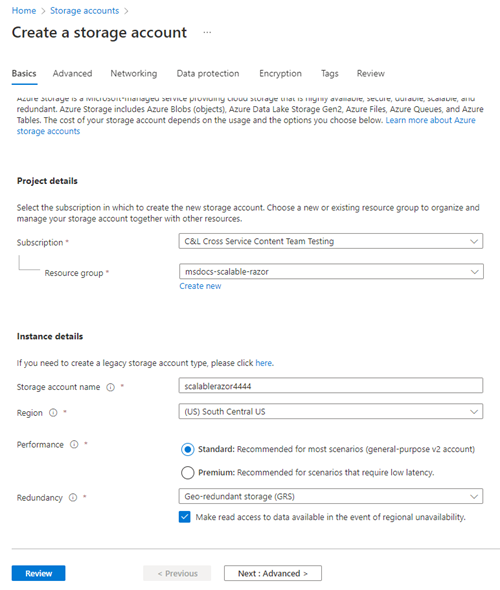 Home > Storage accounts >
Create a storage account ...
Basics Advanced Networking Data protection Encryption Tags Review
Azure Storage is a Microsoft-managed service providing cloud storage that is highly available, secure, durable, scalable, and
redundant. Azure Storage includes Azure Blobs (objects), Azure Data Lake Storage Gen2, Azure Files, Azure Queues, and Azure
Tables. The cost of your storage account depends on the usage and the options you choose below. Learn more about Azure
storage accounts
Project details
Select the subscription in which to create the new storage account. Choose a new or existing resource group to organize and
manage your storage account together with other resources.
Subscription * C&L Cross Service Content Team Testing
Resource group * msdocs-scalable-razor
Create new
Instance details
If you need to create a legacy storage account type, please click here.
Storage account name * scalablerazor4444
Region * (US) South Central US
Performance * Standard: Recommended for most scenarios (general-purpose v2 account)
Premium: Recommended for scenarios that require low latency.
Redundancy * Geo-redundant storage (GRS)
Make read access to data available in the event of regional unavailability.
Review < Previous Next : Advanced >